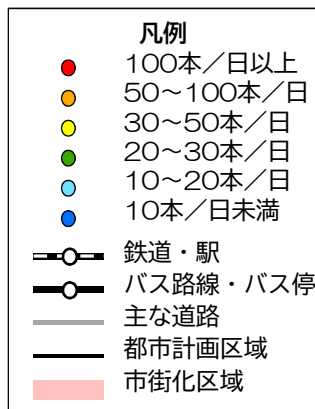 凡例
100本／日以上
50～100本／日
30～50本／日
20～30本／日
10～20本／日
10本／日未満
鉄道・駅
バス路線・バス停
主な道路
都市計画区域
市街化区域